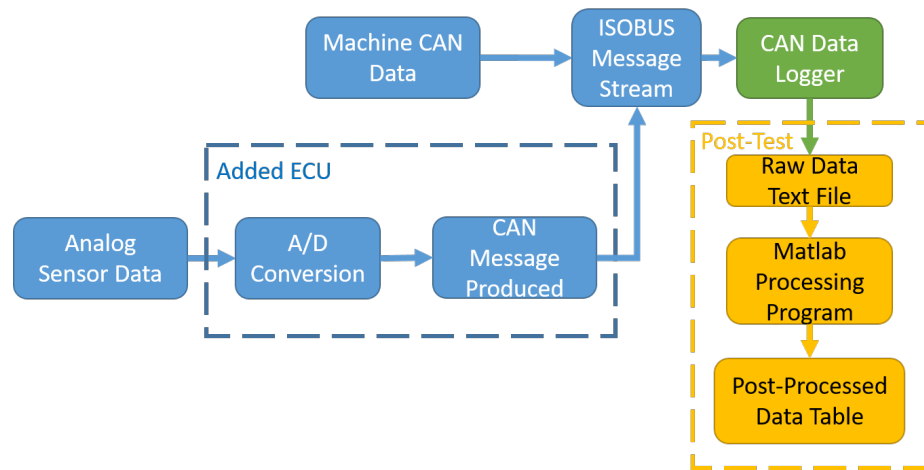 Machine CAN
Data
ISOBUS
Message
Stream
CAN Data
Logger
Post-Test
Added ECU
Raw Data
Text File
Analog
Sensor Data
A/D
Conversion
CAN
Message
Produced
Matlab
Processing
Program
Post-Processed
Data Table